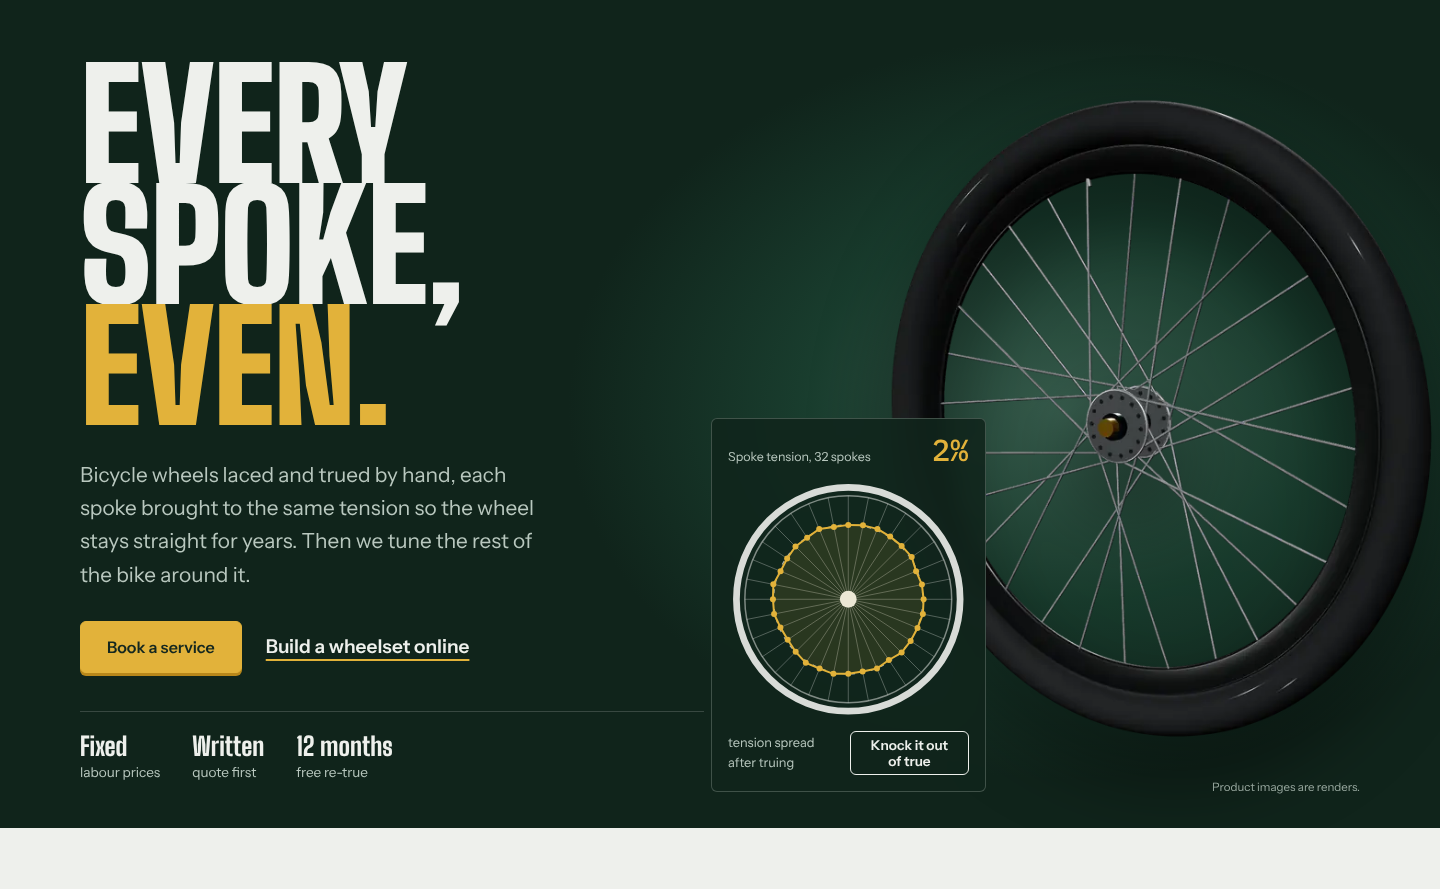 EVERY
SPOKE,
EVEN.
Bicycle wheels laced and trued by hand, each
spoke brought to the same tension so the wheel
stays straight for years. Then we tune the rest of
the bike around it.
Book a service
Build a wheelset online
Fixed
labour prices
Written
quote first
12 months
free re-true
Spoke tension, 32 spokes
2%
tension spread
after truing
Knock it out
of true
Product images are renders.